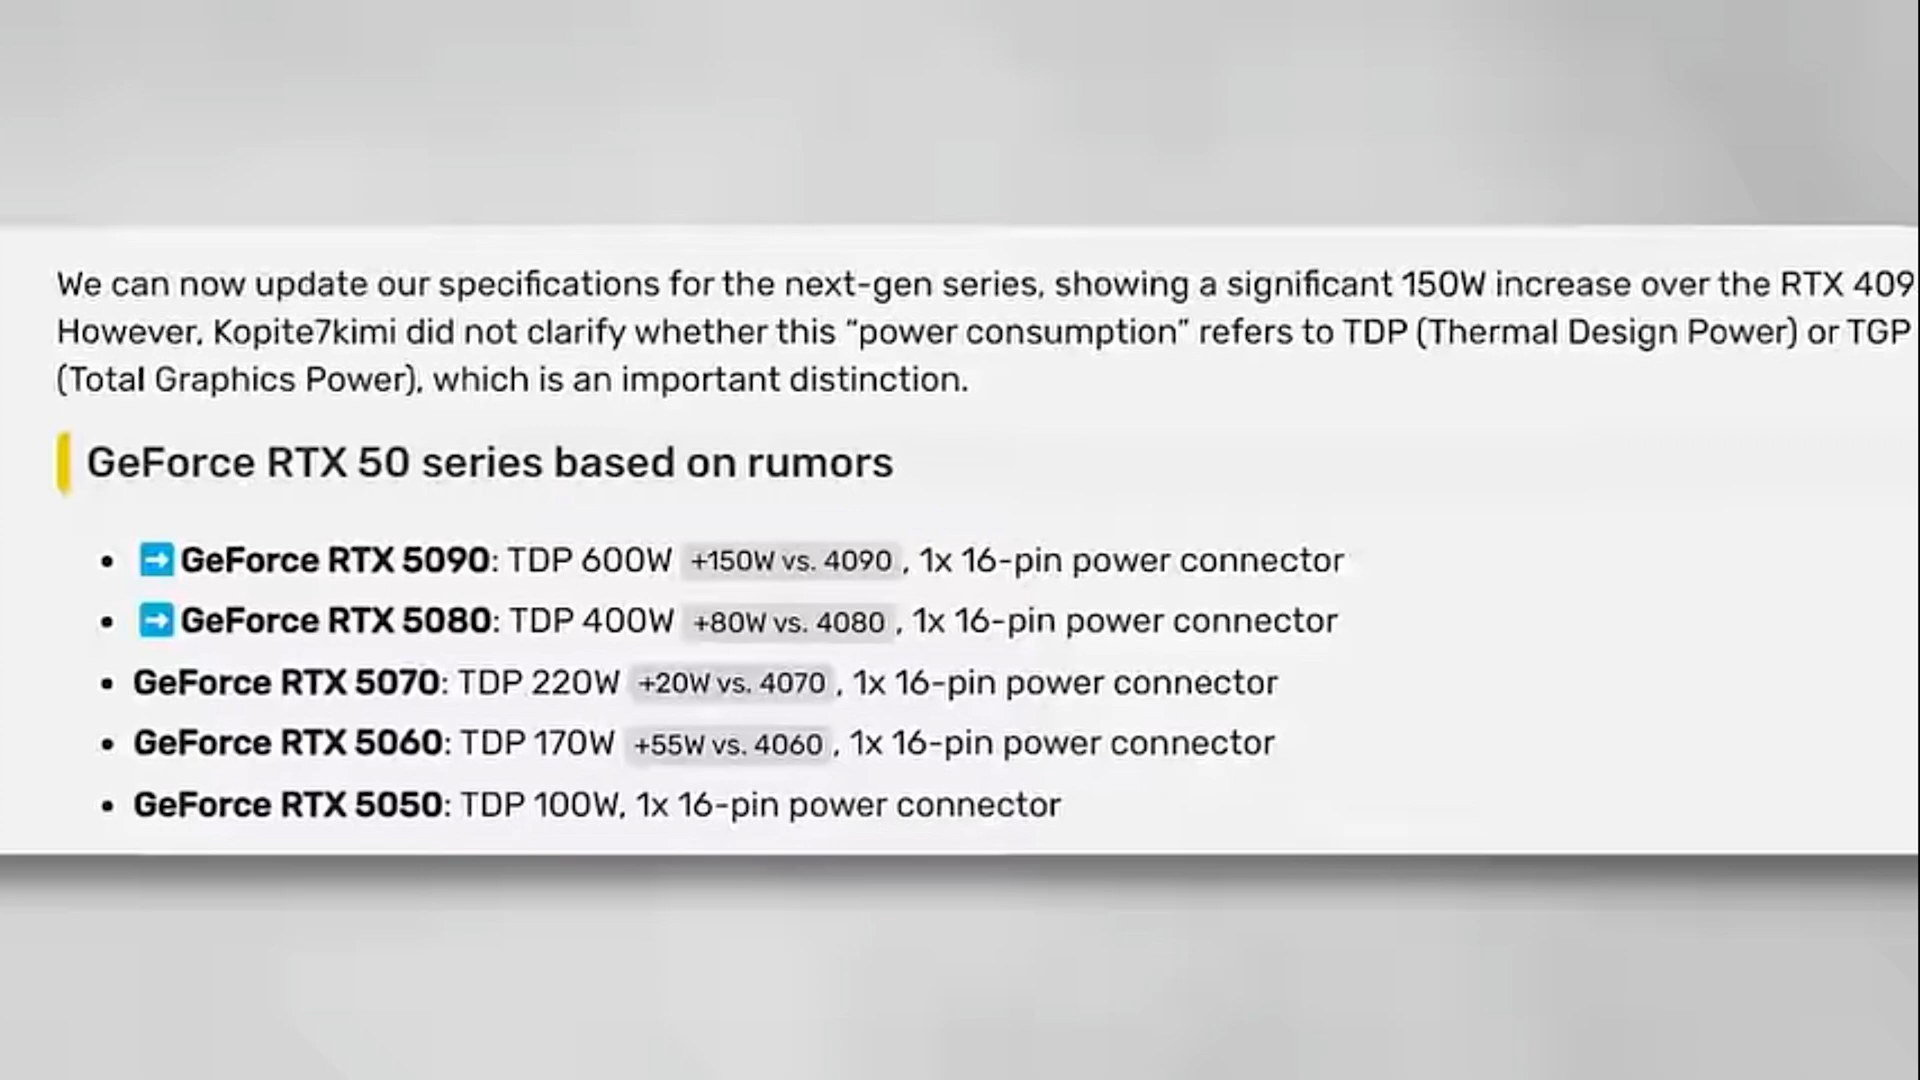 We can now update our specifications for the next-gen series, showing a significant 150W increase over the RTX 409
However, Kopite7kimi did not clarify whether this “power consumption” refers to TDP (Thermal Design Power) or TGP
(Total Graphics Power), which is an important distinction.
GeForce RTX 50 series based on rumors
• ➡️ GeForce RTX 5090: TDP 600W +150W vs. 4090 , 1x 16-pin power connector
• ➡️ GeForce RTX 5080: TDP 400W +80W vs. 4080 , 1x 16-pin power connector
• GeForce RTX 5070: TDP 220W +20W vs. 4070 , 1x 16-pin power connector
• GeForce RTX 5060: TDP 170W +55W vs. 4060 , 1x 16-pin power connector
• GeForce RTX 5050: TDP 100W, 1x 16-pin power connector